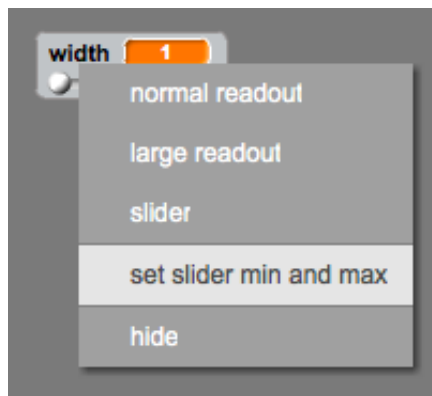 width 1
normal readout
large readout
slider
set slider min and max
hide